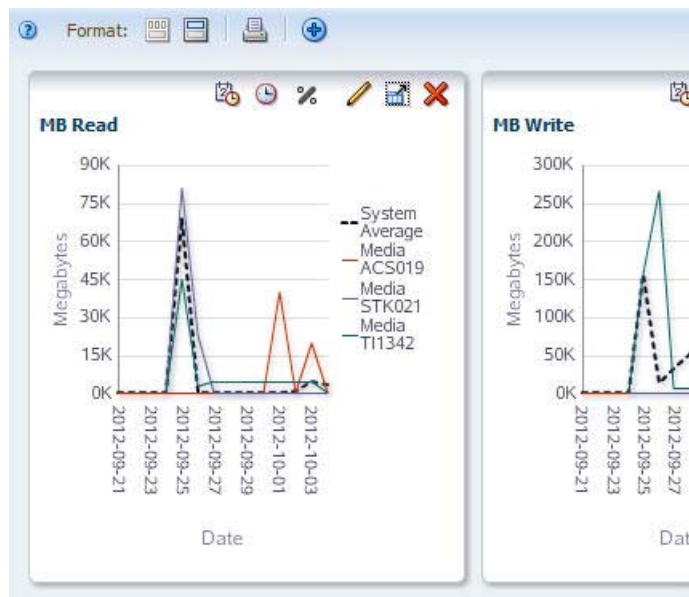 Format:
MB Read
90K
75K
60K
45K
30K
15K
0K
Megabytes
2012-09-21
2012-09-23
2012-09-25
2012-09-27
2012-09-29
2012-10-01
2012-10-03
Date
System
Average
Media
ACS019
Media
STK021
Media
TI1342
MB Write
300K
250K
200K
150K
100K
50K
0K
Megabytes
2012-09-21
2012-09-23
2012-09-25
2012-09-27
Dat